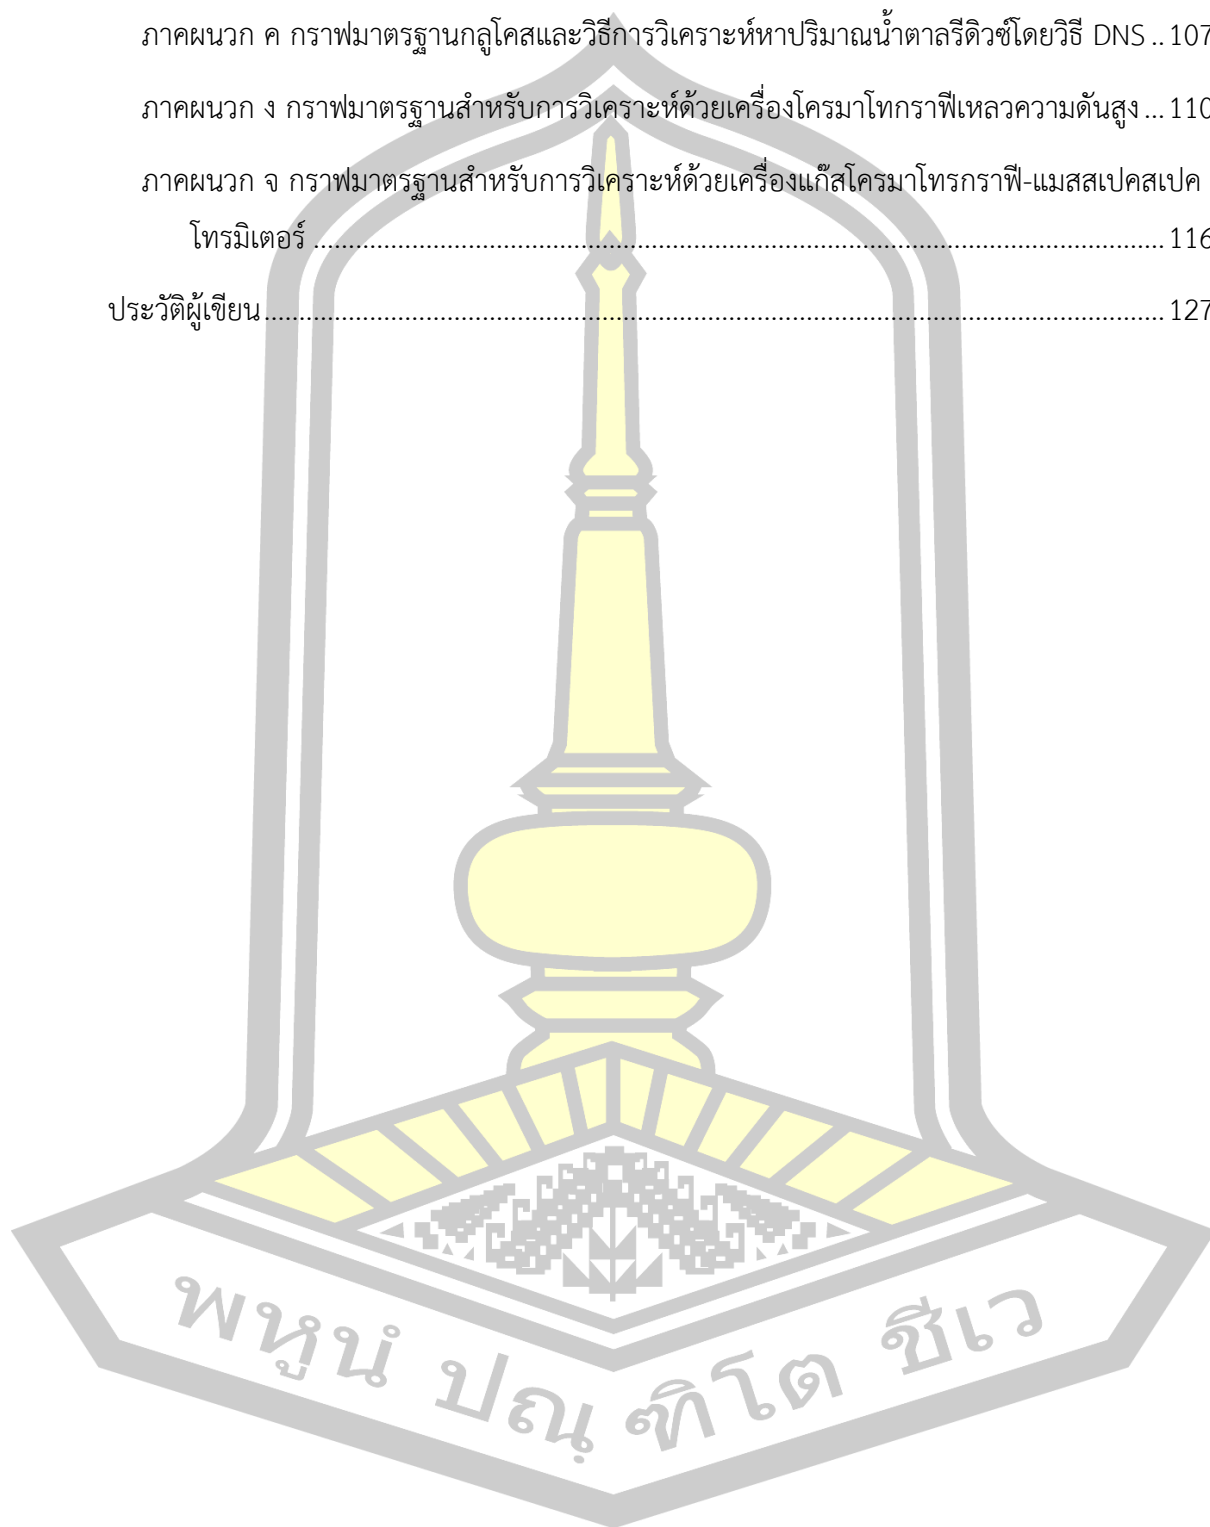 ภาคผนวก ค กราฟมาตรฐานกลูโคสและวิธีการวิเคราะห์หาปริมาณน้ำตาลรีดิวซ์โดยวิธี DNS .. 107
ภาคผนวก ง กราฟมาตรฐานสำหรับการวิเคราะห์ด้วยเครื่องโครมาโทกราฟีเหลวความดันสูง ... 110
ภาคผนวก จ กราฟมาตรฐานสำหรับการวิเคราะห์ด้วยเครื่องแก๊สโครมาโทรกราฟี-แมสสเปคสเปค
โทรมิเตอร์ ........................................................................................................ 116
ประวัติผู้เขียน ............................................................................................................... 127
พหูนํ ปณฺฑิโต ชีเว